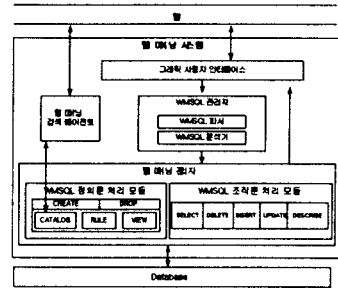 웹
웹 마이닝 시스템
그래픽 사용자 인터페이스
웹 마이닝
검색 에이전트
WMSQL 관리자
WMSQL 파서
WMSQL 분석기
웹 마이닝 관리자
WMSQL 정의문 처리 모듈
CREATE DROP
CATALOG RULE VIEW
WMSQL 조작문 처리 모듈
SELECT DELETE INSERT UPDATE DESCRIBE
Database